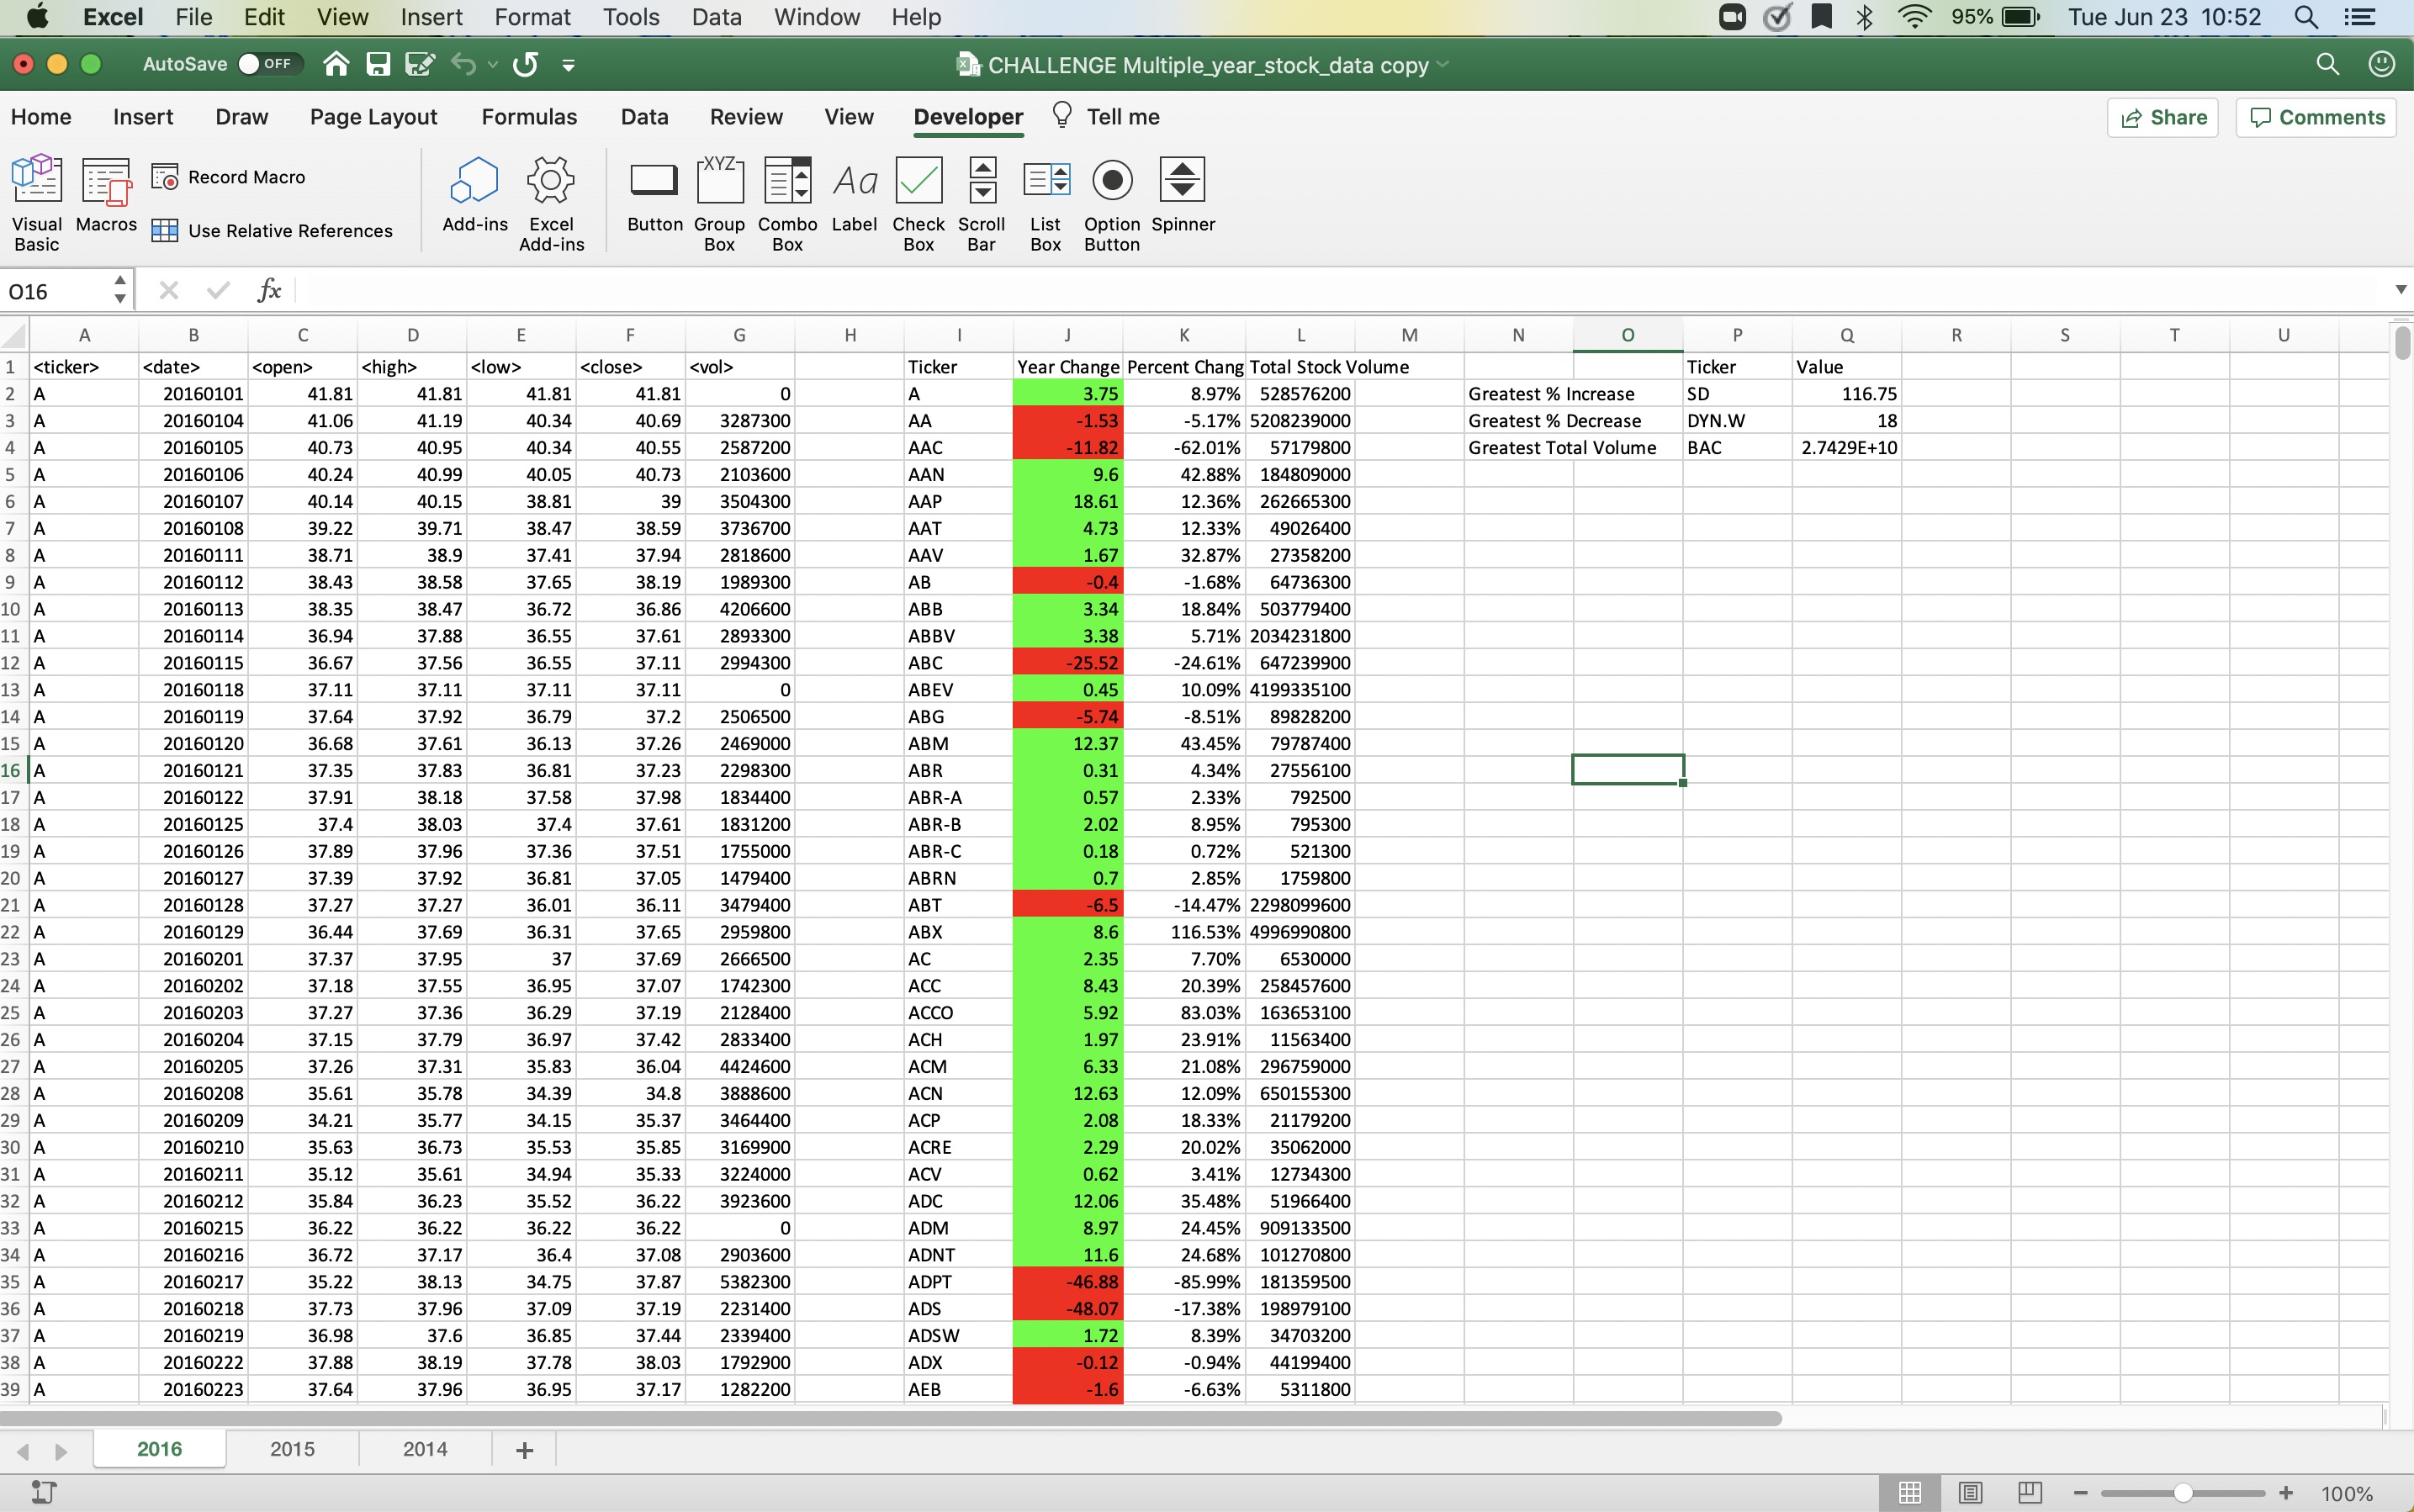 Excel File Edit View Insert Format Tools Data Window Help 95% Tue Jun 23 10:52
AutoSave OFF CHALLENGE Multiple_year_stock_data copy
Home Insert Draw Page Layout Formulas Data Review View Developer Tell me Share Comments
Record Macro XYZ Aa
Visual Basic Macros Use Relative References Add-ins Excel Add-ins Button Group Box Combo Box Label Check Box Scroll Bar List Box Option Button Spinner
O16 fx
A B C D E F G H I J K L M N O P Q R S T U
1 <ticker> <date> <open> <high> <low> <close> <vol> Ticker Year Change Percent Chang Total Stock Volume Ticker Value
2 A 20160101 41.81 41.81 41.81 41.81 0 A 3.75 8.97% 528576200 Greatest % Increase SD 116.75
3 A 20160104 41.06 41.19 40.34 40.69 3287300 AA -1.53 -5.17% 5208239000 Greatest % Decrease DYN.W 18
4 A 20160105 40.73 40.95 40.34 40.55 2587200 AAC -11.82 -62.01% 57179800 Greatest Total Volume BAC 2.7429E+10
5 A 20160106 40.24 40.99 40.05 40.73 2103600 AAN 9.6 42.88% 184809000
6 A 20160107 40.14 40.15 38.81 39 3504300 AAP 18.61 12.36% 262665300
7 A 20160108 39.22 39.71 38.47 38.59 3736700 AAT 4.73 12.33% 49026400
8 A 20160111 38.71 38.9 37.41 37.94 2818600 AAV 1.67 32.87% 27358200
9 A 20160112 38.43 38.58 37.65 38.19 1989300 AB -0.4 -1.68% 64736300
10 A 20160113 38.35 38.47 36.72 36.86 4206600 ABB 3.34 18.84% 503779400
11 A 20160114 36.94 37.88 36.55 37.61 2893300 ABBV 3.38 5.71% 2034231800
12 A 20160115 36.67 37.56 36.55 37.11 2994300 ABC -25.52 -24.61% 647239900
13 A 20160118 37.11 37.11 37.11 37.11 0 ABEV 0.45 10.09% 4199335100
14 A 20160119 37.64 37.92 36.79 37.2 2506500 ABG -5.74 -8.51% 89828200
15 A 20160120 36.68 37.61 36.13 37.26 2469000 ABM 12.37 43.45% 79787400
16 A 20160121 37.35 37.83 36.81 37.23 2298300 ABR 0.31 4.34% 27556100
17 A 20160122 37.91 38.18 37.58 37.98 1834400 ABR-A 0.57 2.33% 792500
18 A 20160125 37.4 38.03 37.4 37.61 1831200 ABR-B 2.02 8.95% 795300
19 A 20160126 37.89 37.96 37.36 37.51 1755000 ABR-C 0.18 0.72% 521300
20 A 20160127 37.39 37.92 36.81 37.05 1479400 ABRN 0.7 2.85% 1759800
21 A 20160128 37.27 37.27 36.01 36.11 3479400 ABT -6.5 -14.47% 2298099600
22 A 20160129 36.44 37.69 36.31 37.65 2959800 ABX 8.6 116.53% 4996990800
23 A 20160201 37.37 37.95 37 37.69 2666500 AC 2.35 7.70% 6530000
24 A 20160202 37.18 37.55 36.95 37.07 1742300 ACC 8.43 20.39% 258457600
25 A 20160203 37.27 37.36 36.29 37.19 2128400 ACCO 5.92 83.03% 163653100
26 A 20160204 37.15 37.79 36.97 37.42 2833400 ACH 1.97 23.91% 11563400
27 A 20160205 37.26 37.31 35.83 36.04 4424600 ACM 6.33 21.08% 296759000
28 A 20160208 35.61 35.78 34.39 34.8 3888600 ACN 12.63 12.09% 650155300
29 A 20160209 34.21 35.77 34.15 35.37 3464400 ACP 2.08 18.33% 21179200
30 A 20160210 35.63 36.73 35.53 35.85 3169900 ACRE 2.29 20.02% 35062000
31 A 20160211 35.12 35.61 34.94 35.33 3224000 ACV 0.62 3.41% 12734300
32 A 20160212 35.84 36.23 35.52 36.22 3923600 ADC 12.06 35.48% 51966400
33 A 20160215 36.22 36.22 36.22 36.22 0 ADM 8.97 24.45% 909133500
34 A 20160216 36.72 37.17 36.4 37.08 2903600 ADNT 11.6 24.68% 101270800
35 A 20160217 35.22 38.13 34.75 37.87 5382300 ADPT -46.88 -85.99% 181359500
36 A 20160218 37.73 37.96 37.09 37.19 2231400 ADS -48.07 -17.38% 198979100
37 A 20160219 36.98 37.6 36.85 37.44 2339400 ADSW 1.72 8.39% 34703200
38 A 20160222 37.88 38.19 37.78 38.03 1792900 ADX -0.12 -0.94% 44199400
39 A 20160223 37.64 37.96 36.95 37.17 1282200 AEB -1.6 -6.63% 5311800
2016 2015 2014 +
100%